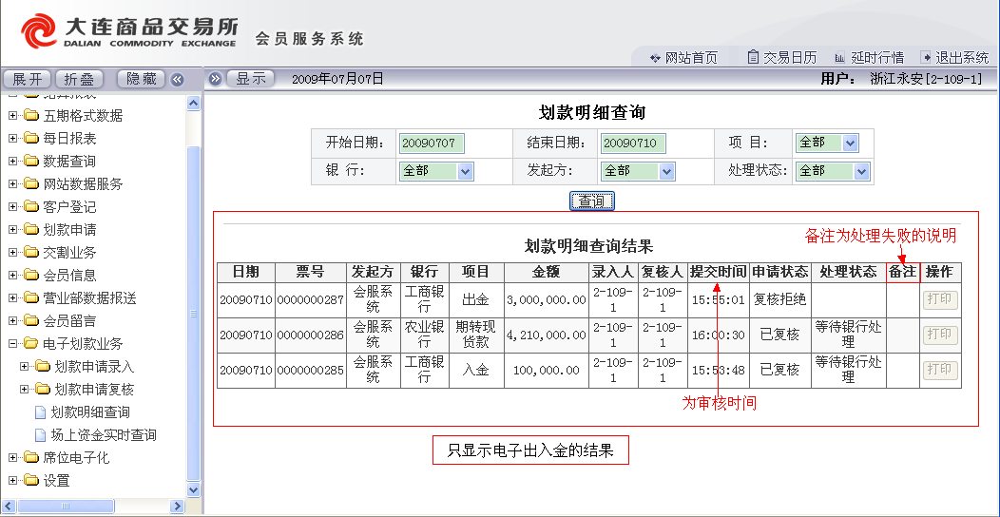 大连商品交易所
DALIAN COMMODITY EXCHANGE
会员服务系统
网站首页 交易日历 延时行情 退出系统
展开 折叠 隐藏 显示 2009年07月07日 用户： 浙江永安[2-109-1]
五期格式数据
每日报表
数据查询
网站数据服务
客户登记
划款申请
交割业务
会员信息
营业部数据报送
会员留言
电子划款业务
划款申请录入
划款申请复核
划款明细查询
场上资金实时查询
席位电子化
设置
划款明细查询
开始日期： 20090707 结束日期： 20090710 项 目： 全部
银 行： 全部 发起方： 全部 处理状态： 全部
查询
备注为处理失败的说明
划款明细查询结果
日期 票号 发起方 银行 项目 金额 录入人 复核人 提交时间 申请状态 处理状态 备注 操作
20090710 0000000287 会服系统 工商银行 出金 3,000,000.00 2-109-1 2-109-1 15:55:01 复核拒绝 打印
20090710 0000000286 会服系统 农业银行 期转现货款 4,210,000.00 2-109-1 2-109-1 16:00:30 已复核 等待银行处理 打印
20090710 0000000285 会服系统 工商银行 入金 100,000.00 2-109-1 2-109-1 15:53:48 已复核 等待银行处理 打印
为审核时间
只显示电子出入金的结果